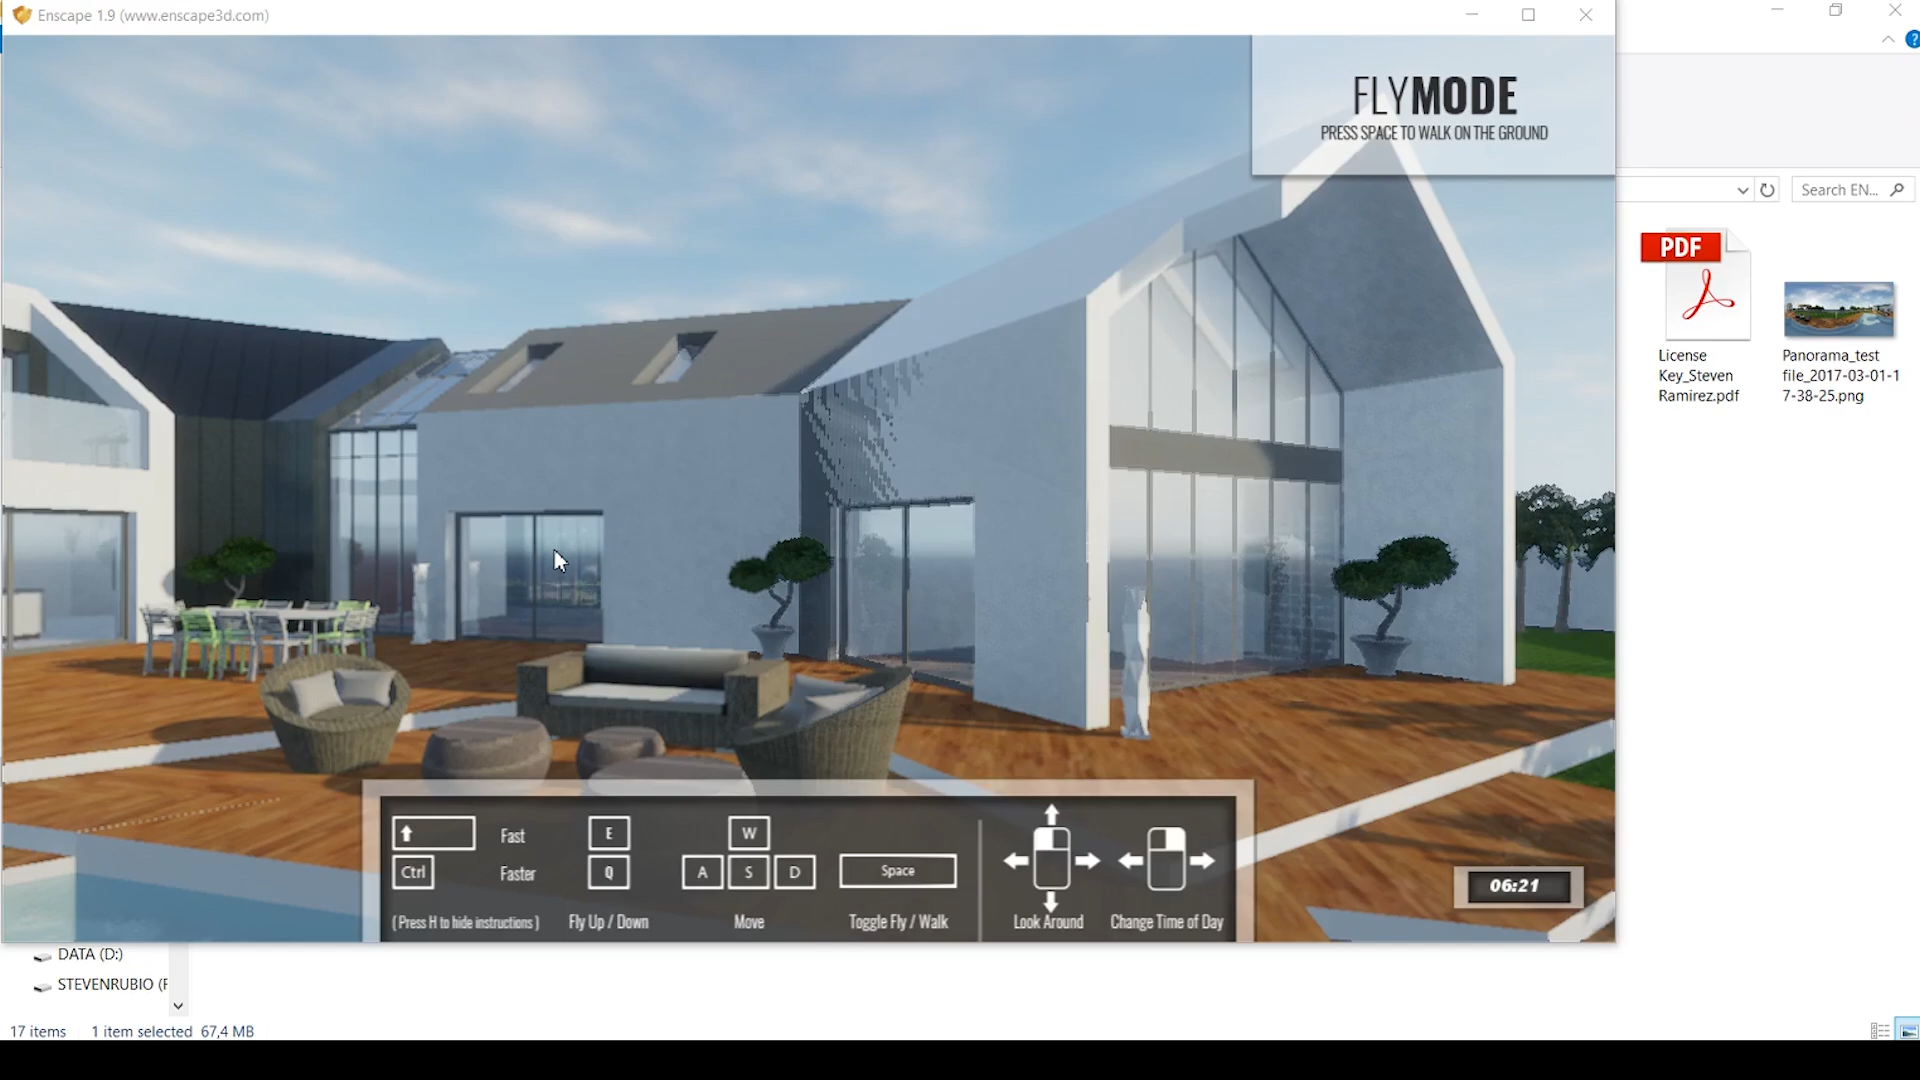 Enscape 1.9 (www.enscape3d.com)
?
FLYMODE
PRESS SPACE TO WALK ON THE GROUND
Search EN...
PDF
License
Key_Steven
Ramirez.pdf
Panorama_test
file_2017-03-01-1
7-38-25.png
Fast
E
W
Ctrl
Faster
Q
A
S
D
Space
06:21
( Press H to hide instructions )
Fly Up / Down
Move
Toggle Fly / Walk
Look Around
Change Time of Day
DATA (D:)
STEVENRUBIO (F
17 items
1 item selected 67,4 MB